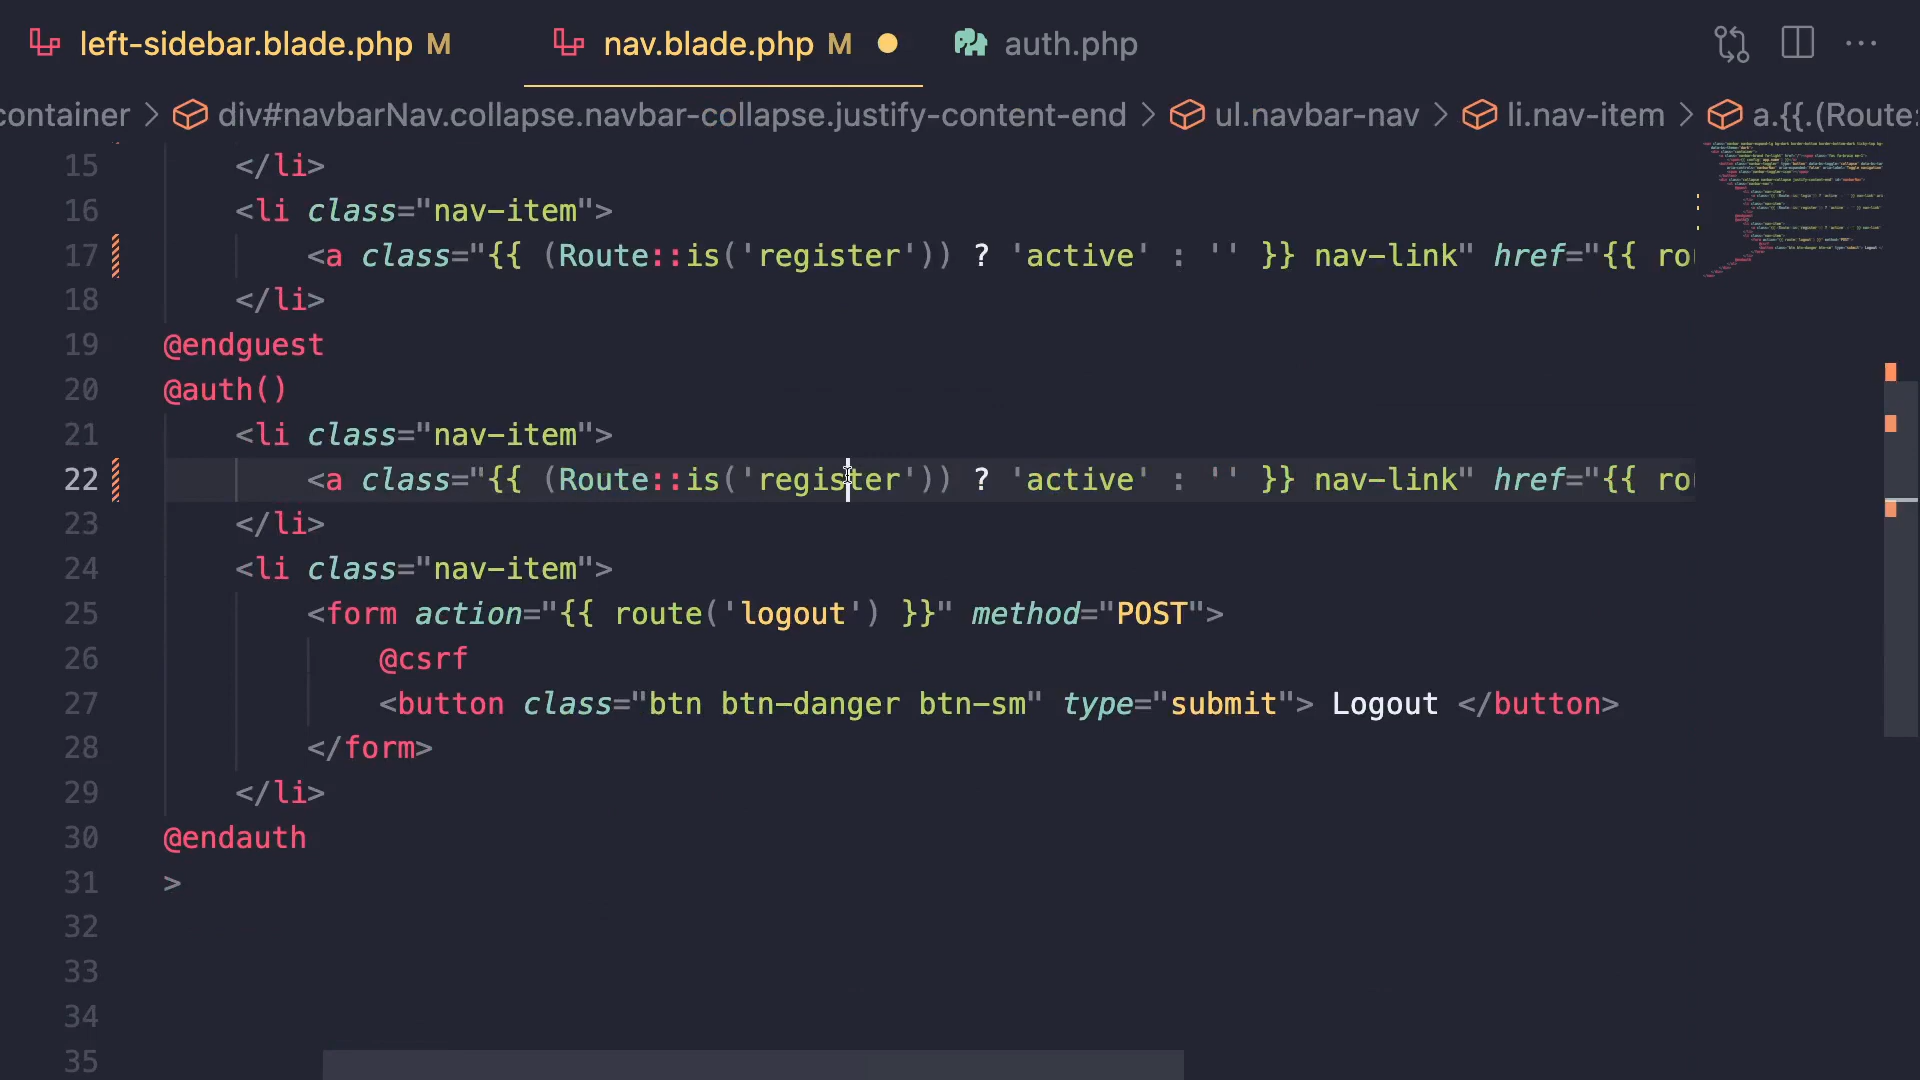 left-sidebar.blade.php M
nav.blade.php M
auth.php
container > div#navbarNav.collapse.navbar-collapse.justify-content-end > ul.navbar-nav > li.nav-item > a.{{.(Route:
15 </li>
16 <li class="nav-item">
17 <a class="{{ (Route::is('register')) ? 'active' : '' }} nav-link" href="{{ ro
18 </li>
19 @endguest
20 @auth()
21 <li class="nav-item">
22 <a class="{{ (Route::is('register')) ? 'active' : '' }} nav-link" href="{{ ro
23 </li>
24 <li class="nav-item">
25 <form action="{{ route('logout') }}" method="POST">
26 @csrf
27 <button class="btn btn-danger btn-sm" type="submit"> Logout </button>
28 </form>
29 </li>
30 @endauth
31 >
32
33
34
35